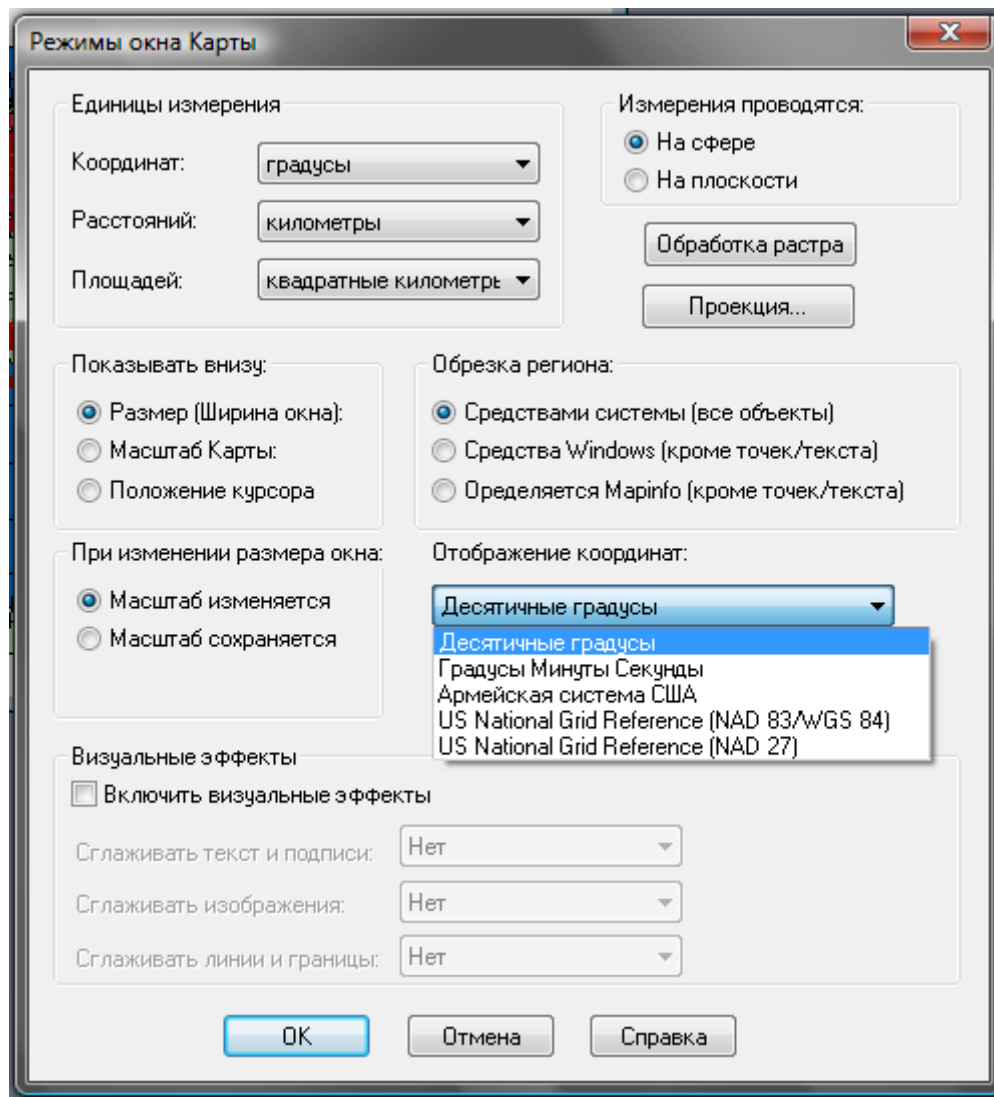 Режимы окна Карты
Единицы измерения
Координат:
градусы
Расстояний:
километры
Площадей:
квадратные километры
Измерения проводятся:
На сфере
На плоскости
Обработка растра
Проекция...
Показывать внизу:
Размер (Ширина окна):
Масштаб Карты:
Положение курсора
Обрезка региона:
Средствами системы (все объекты)
Средства Windows (кроме точек/текста)
Оределяется Mapinfo (кроме точек/текста)
При изменении размера окна:
Масштаб изменяется
Масштаб сохраняется
Отображение координат:
Десятичные градусы
Десятичные градусы
Градусы Минуты Секунды
Армейская система США
US National Grid Reference (NAD 83/WGS 84)
US National Grid Reference (NAD 27)
Визуальные эффекты
Включить визуальные эффекты
Сглаживать текст и подписи:
Нет
Сглаживать изображения:
Нет
Сглаживать линии и границы:
Нет
OK
Отмена
Справка